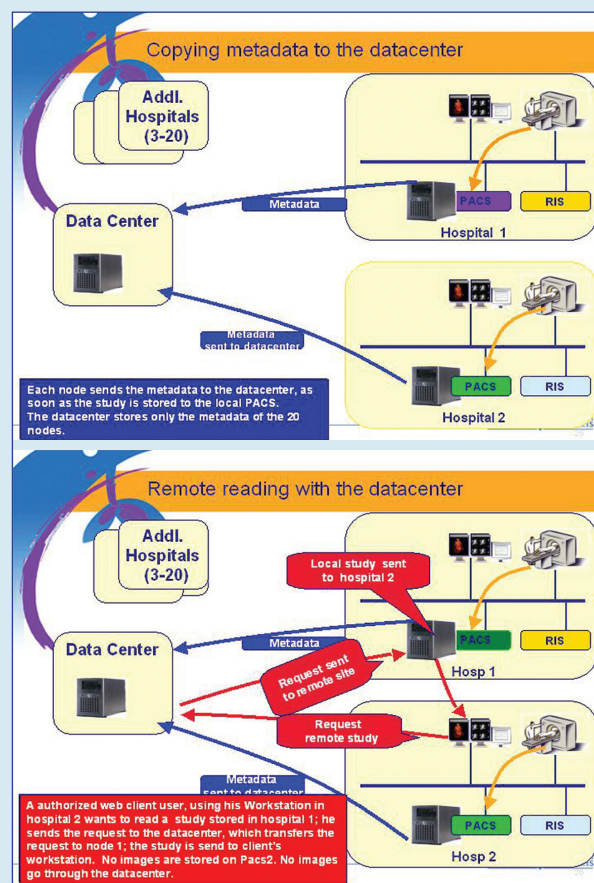 Copying metadata to the datacenter
Addl.
Hospitals
(3-20)
Data Center
Metadata
PACS
RIS
Hospital 1
Metadata
sent to datacenter
PACS
RIS
Hospital 2
Each node sends the metadata to the datacenter, as
soon as the study is stored to the local PACS.
The datacenter stores only the metadata of the 20
nodes.
Remote reading with the datacenter
Addl.
Hospitals
(3-20)
Local study sent
to hospital 2
Data Center
Metadata
PACS
RIS
Hosp 1
Request sent
to remote site
Request
remote study
Metadata
sent to datacenter
PACS
RIS
Hosp 2
A authorized web client user, using his Workstation in
hospital 2 wants to read a study stored in hospital 1; he
sends the request to the datacenter, which transfers the
request to node 1; the study is send to client's
workstation. No images are stored on Pacs2. No images
go through the datacenter.